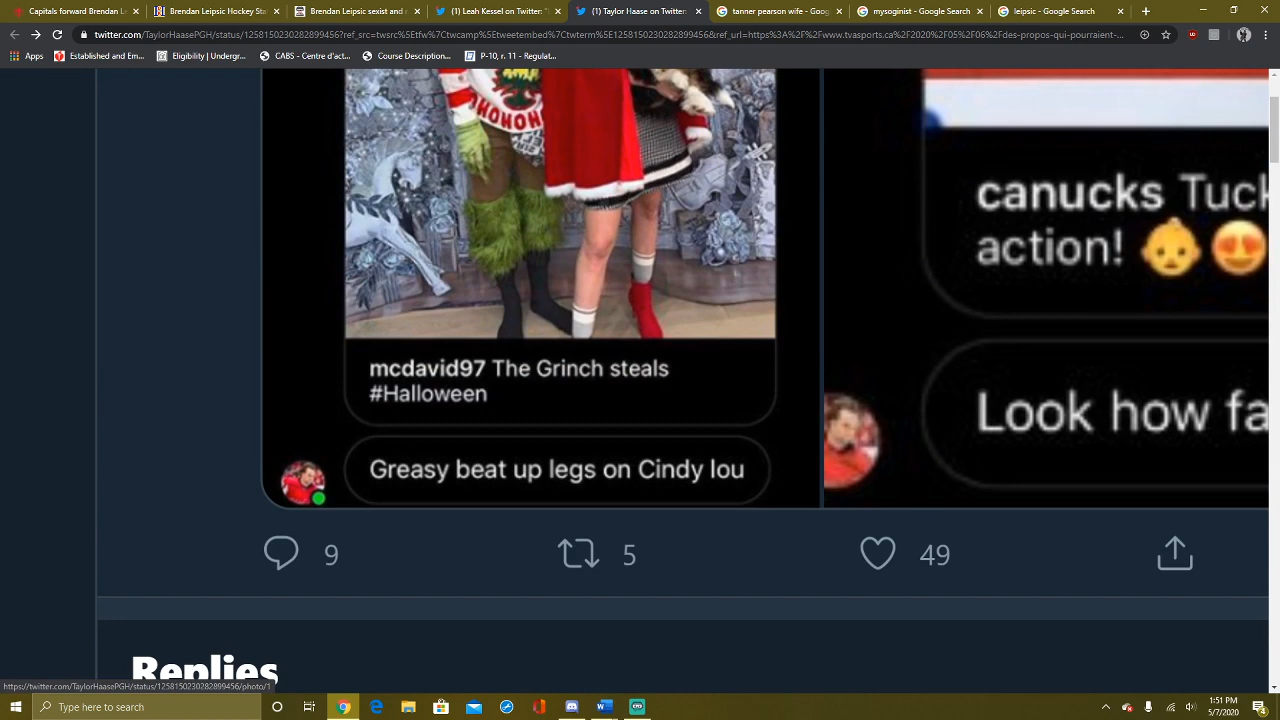 Capitals forward Brendan Le
Brendan Leipsic Hockey Sta
Brendan Leipsic sexist and r
(1) Leah Kessel on Twitter: "
(1) Taylor Haase on Twitter:
tanner pearson wife - Goog
mysoginist - Google Search
leipsic - Google Search
twitter.com/TaylorHaasePGH/status/1258150230282899456?ref_src=twsrc%5Etfw%7Ctwcamp%5Etweetembed%7Ctwterm%5E1258150230282899456&ref_url=https%3A%2F%2Fwww.tvasports.ca%2F2020%2F05%2F06%2Fdes-propos-qui-pourraient-...
Apps
Established and Em...
Eligibility | Undergr...
CABS - Centre d'act...
Course Description...
P-10, r. 11 - Regulat...
HOHOHO
mcdavid97 The Grinch steals
#Halloween
Greasy beat up legs on Cindy lou
canucks Tuck
action!
Look how fa
9
5
49
Replies
https://twitter.com/TaylorHaasePGH/status/1258150230282899456/photo/1
Type here to search
1:51 PM
5/7/2020